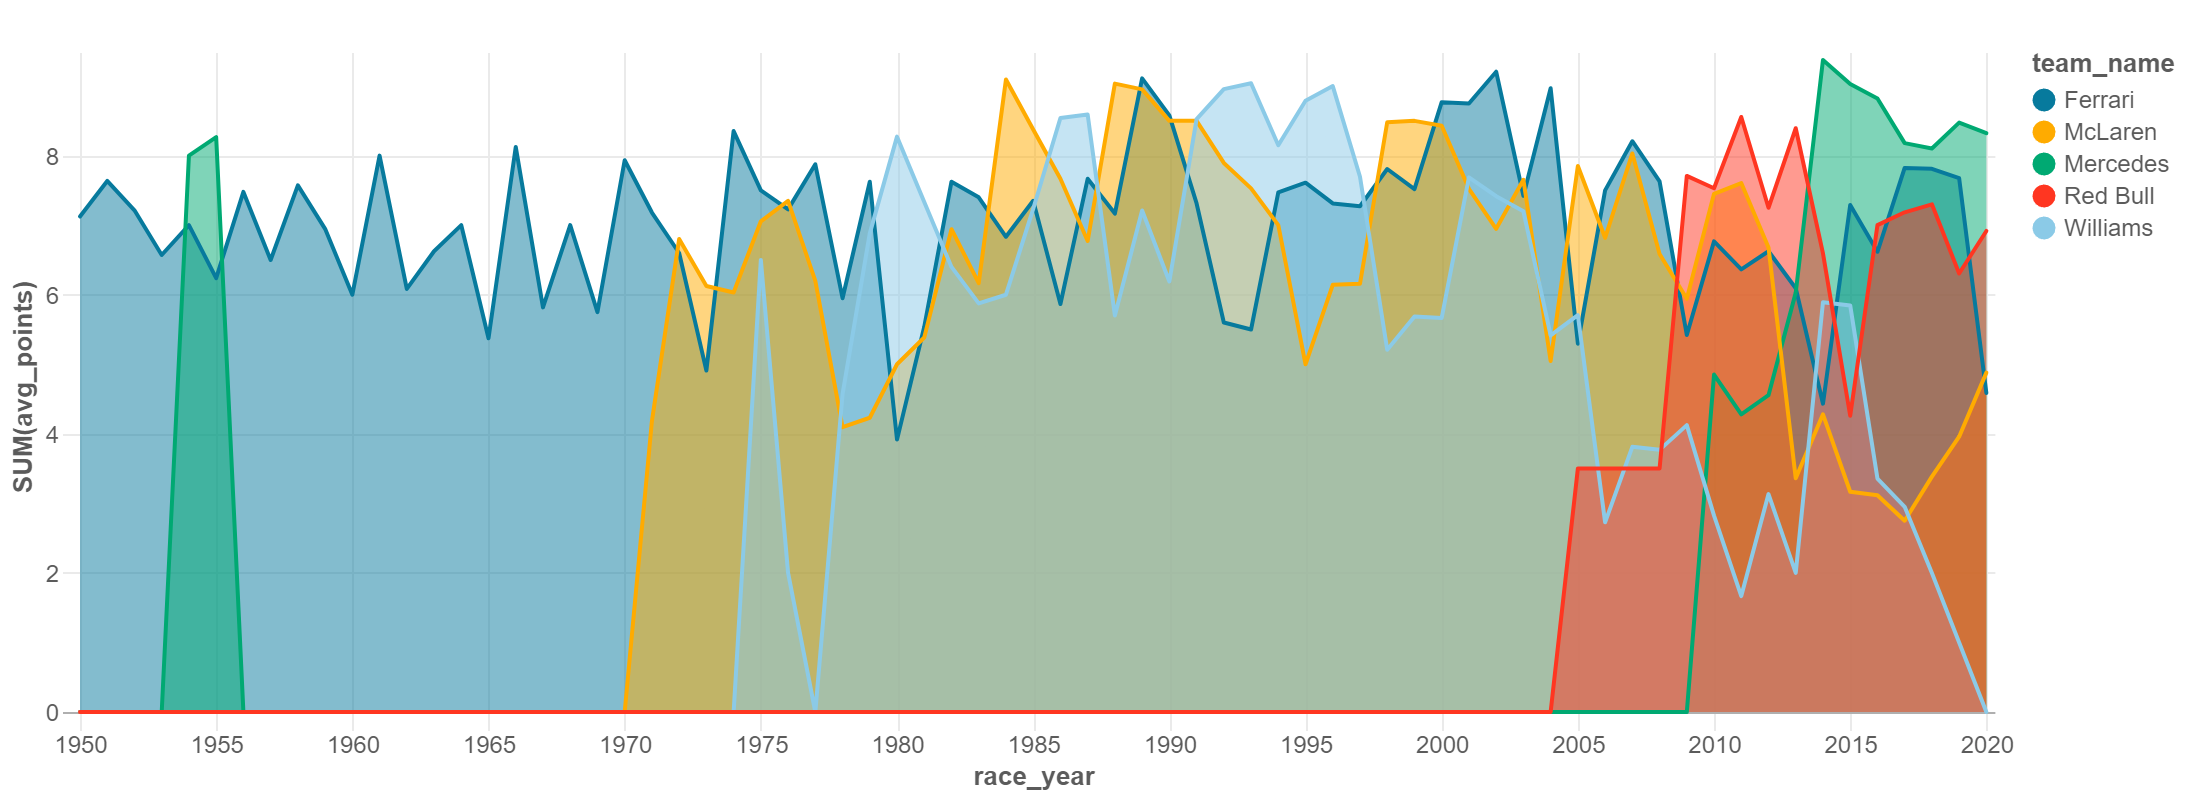 team_name
Ferrari
McLaren
Mercedes
Red Bull
Williams
SUM(avg_points)
8
6
4
2
0
1950 1955 1960 1965 1970 1975 1980 1985 1990 1995 2000 2005 2010 2015 2020
race_year